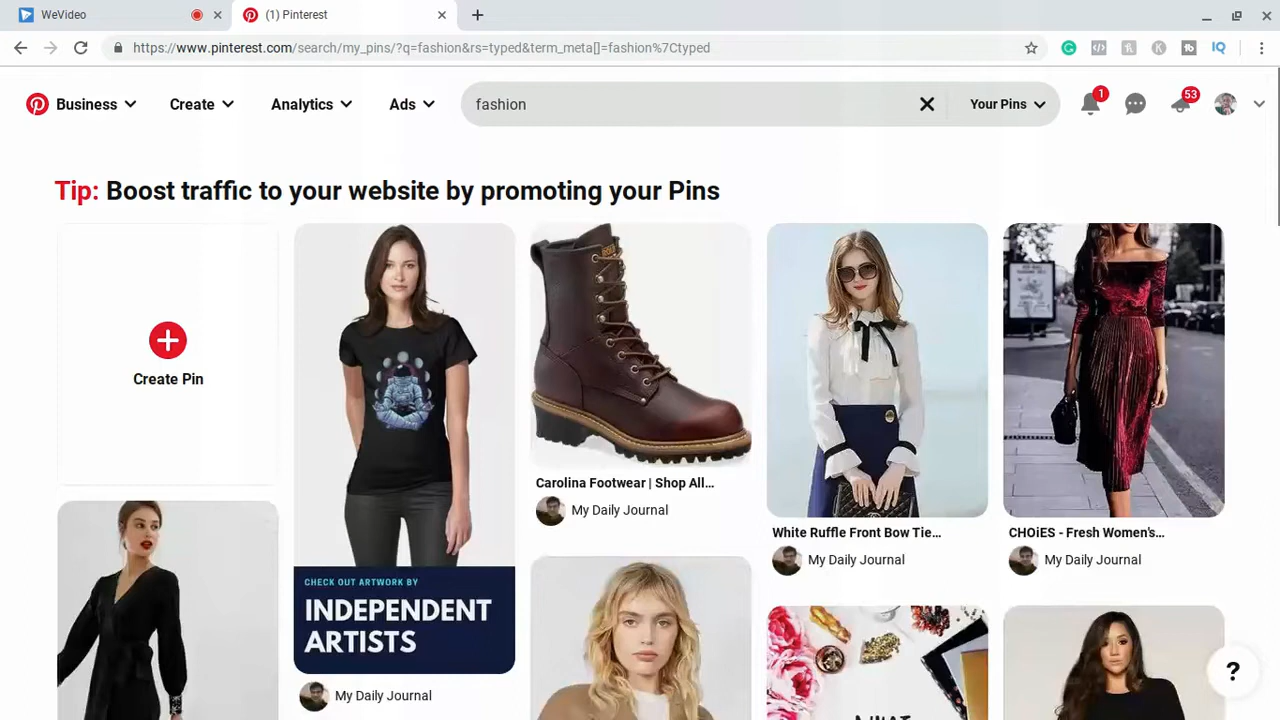 WeVideo
(1) Pinterest
https://www.pinterest.com/search/my_pins/?q=fashion&rs=typed&term_meta[]=fashion%7Ctyped
Business
Create
Analytics
Ads
fashion
Your Pins
1
53
Tip: Boost traffic to your website by promoting your Pins
Create Pin
CHECK OUT ARTWORK BY
INDEPENDENT
ARTISTS
My Daily Journal
Carolina Footwear | Shop All...
My Daily Journal
White Ruffle Front Bow Tie...
My Daily Journal
CHOiES - Fresh Women's...
My Daily Journal
WHAT
?